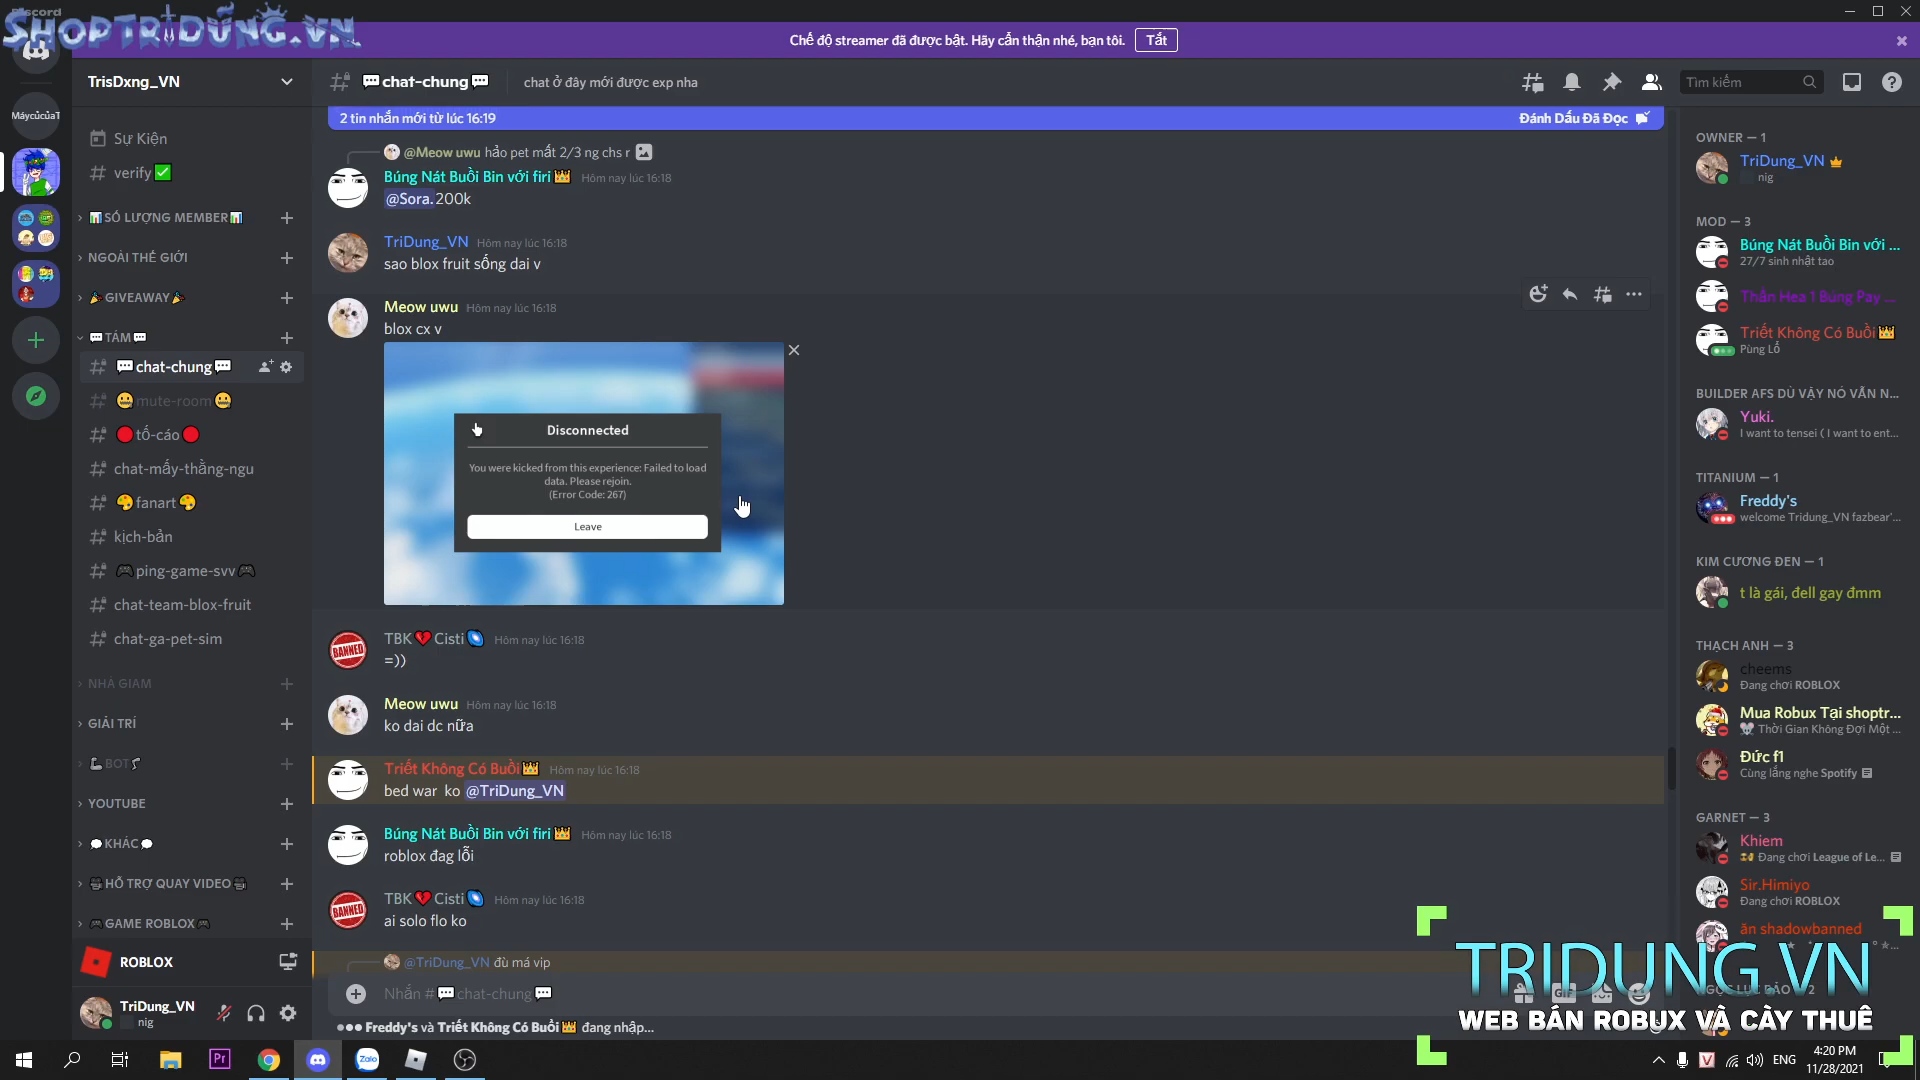 Discord
SHOPTRIDUNG.VN
Chế độ streamer đã được bật. Hãy cẩn thận nhé, bạn tôi.
Tắt
TrisDxng_VN
💬chat-chung💬
chat ở đây mới được exp nha
Tìm kiếm
MáycủcủaT
Sự Kiện
verify✅
📊SỐ LƯỢNG MEMBER📊
NGOÀI THẾ GIỚI
🎉GIVEAWAY🎉
💬TÁM💬
💬chat-chung💬
🤐mute-room🤐
🔴tố-cáo🔴
chat-mấy-thằng-ngu
🎨fanart🎨
kịch-bản
🎮ping-game-svv🎮
chat-team-blox-fruit
chat-ga-pet-sim
NHÀ GIAM
GIẢI TRÍ
🦾BOT🦿
YOUTUBE
💭KHÁC💭
🎥HỖ TRỢ QUAY VIDEO🎥
🎮GAME ROBLOX🎮
ROBLOX
TriDung_VN
nig
2 tin nhắn mới từ lúc 16:19
Đánh Dấu Đã Đọc
@Meow uwu hảo pet mất 2/3 ng chs r
Búng Nát Buồi Bin với firi👑 Hôm nay lúc 16:18
@Sora. 200k
TriDung_VN Hôm nay lúc 16:18
sao blox fruit sống dai v
Meow uwu Hôm nay lúc 16:18
blox cx v
Disconnected
You were kicked from this experience: Failed to load
data. Please rejoin.
(Error Code: 267)
Leave
BANNED
TBK💔Cisti🌌 Hôm nay lúc 16:18
=))
Meow uwu Hôm nay lúc 16:18
ko dai dc nữa
Triết Không Có Buồi👑 Hôm nay lúc 16:18
bed war ko @TriDung_VN
Búng Nát Buồi Bin với firi👑 Hôm nay lúc 16:18
roblox đag lỗi
BANNED
TBK💔Cisti🌌 Hôm nay lúc 16:18
ai solo flo ko
@TriDung_VN đù má vip
Nhắn #💬chat-chung💬
GIF
Freddy's và Triết Không Có Buồi👑 đang nhập...
OWNER — 1
TriDung_VN
nig
MOD — 3
Búng Nát Buồi Bin với ...
27/7 sinh nhật tao
Thần Hea 1 Búng Pay ...
Triết Không Có Buồi👑
Pùng Lố
BUILDER AFS DÙ VẬY NÓ VẪN N...
Yuki.
I want to tensei ( I want to ent...
TITANIUM — 1
Freddy's
welcome Tridung_VN fazbear'...
KIM CƯƠNG ĐEN — 1
t là gái, đell gay đmm
THẠCH ANH — 3
cheems
Đang chơi ROBLOX
Mua Robux Tại shoptr...
Thời Gian Không Đợi Một ...
Đức f1
Cùng lắng nghe Spotify
GARNET — 3
Khiem
Đang chơi League of Le...
Sir.Himiyo
Đang chơi ROBLOX
ăn shadowbanned
NGỌC LỤC BẢO — 2
TRIDUNG.VN
WEB BÁN ROBUX VÀ CÀY THUÊ
Pr
Zalo
V
ENG
4:20 PM
11/28/2021